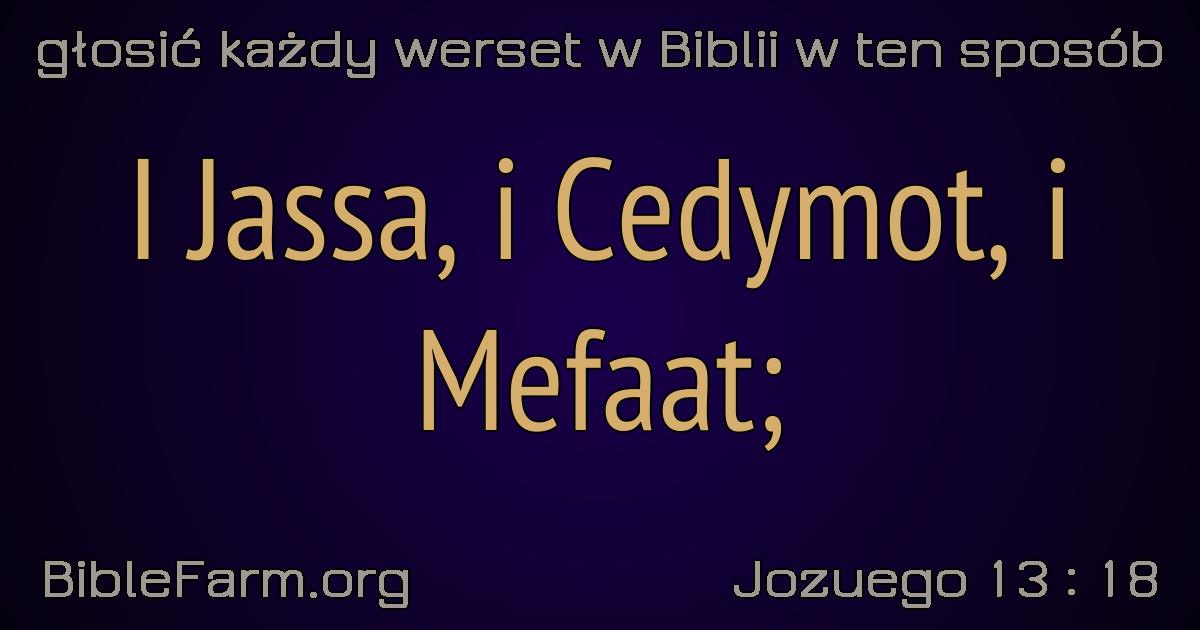 głosić każdy werset w Biblii w ten sposób
I Jassa, i Cedymot, i
Mefaat;
BibleFarm.org
Jozuego 13 : 18